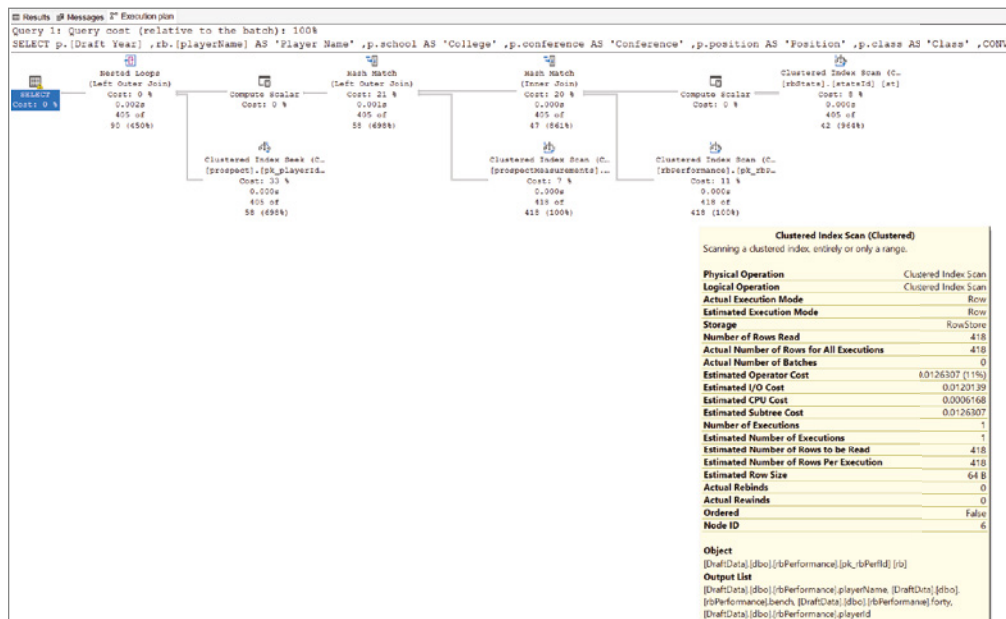 Results Messages Execution plan
Query 1: Query cost (relative to the batch): 100%
SELECT p.[Draft Year] ,rb.[playerName] AS 'Player Name' ,p.school AS 'College' ,p.conference AS 'Conference' ,p.position AS 'Position' ,p.class AS 'Class' ,CONV
SELECT
Cost: 0 %
Nested Loops
(Left Outer Join)
Cost: 0 %
0.002s
405 of
90 (450%)
Compute Scalar
Cost: 0 %
Hash Match
(Left Outer Join)
Cost: 21 %
0.001s
405 of
58 (698%)
Hash Match
(Inner Join)
Cost: 20 %
0.000s
405 of
47 (861%)
Compute Scalar
Cost: 0 %
Clustered Index Scan (C…
[rbStats].[statsId] [st]
Cost: 8 %
0.000s
405 of
42 (964%)
Clustered Index Seek (C…
[prospect].[pk_playerId…
Cost: 33 %
0.000s
405 of
58 (698%)
Clustered Index Scan (C…
[prospectMeasurements]….
Cost: 7 %
0.000s
418 of
418 (100%)
Clustered Index Scan (C…
[rbPerformance].[pk_rbP…
Cost: 11 %
0.000s
418 of
418 (100%)
Clustered Index Scan (Clustered)
Scanning a clustered index, entirely or only a range.
Physical Operation Clustered Index Scan
Logical Operation Clustered Index Scan
Actual Execution Mode Row
Estimated Execution Mode Row
Storage RowStore
Number of Rows Read 418
Actual Number of Rows for All Executions 418
Actual Number of Batches 0
Estimated Operator Cost 0.0126307 (11%)
Estimated I/O Cost 0.0120139
Estimated CPU Cost 0.0006168
Estimated Subtree Cost 0.0126307
Number of Executions 1
Estimated Number of Executions 1
Estimated Number of Rows to be Read 418
Estimated Number of Rows Per Execution 418
Estimated Row Size 64 B
Actual Rebinds 0
Actual Rewinds 0
Ordered False
Node ID 6
Object
[DraftData].[dbo].[rbPerformance].[pk_rbPerfId] [rb]
Output List
[DraftData].[dbo].[rbPerformance].playerName, [DraftData].[dbo].
[rbPerformance].bench, [DraftData].[dbo].[rbPerformance].forty,
[DraftData].[dbo].[rbPerformance].playerId